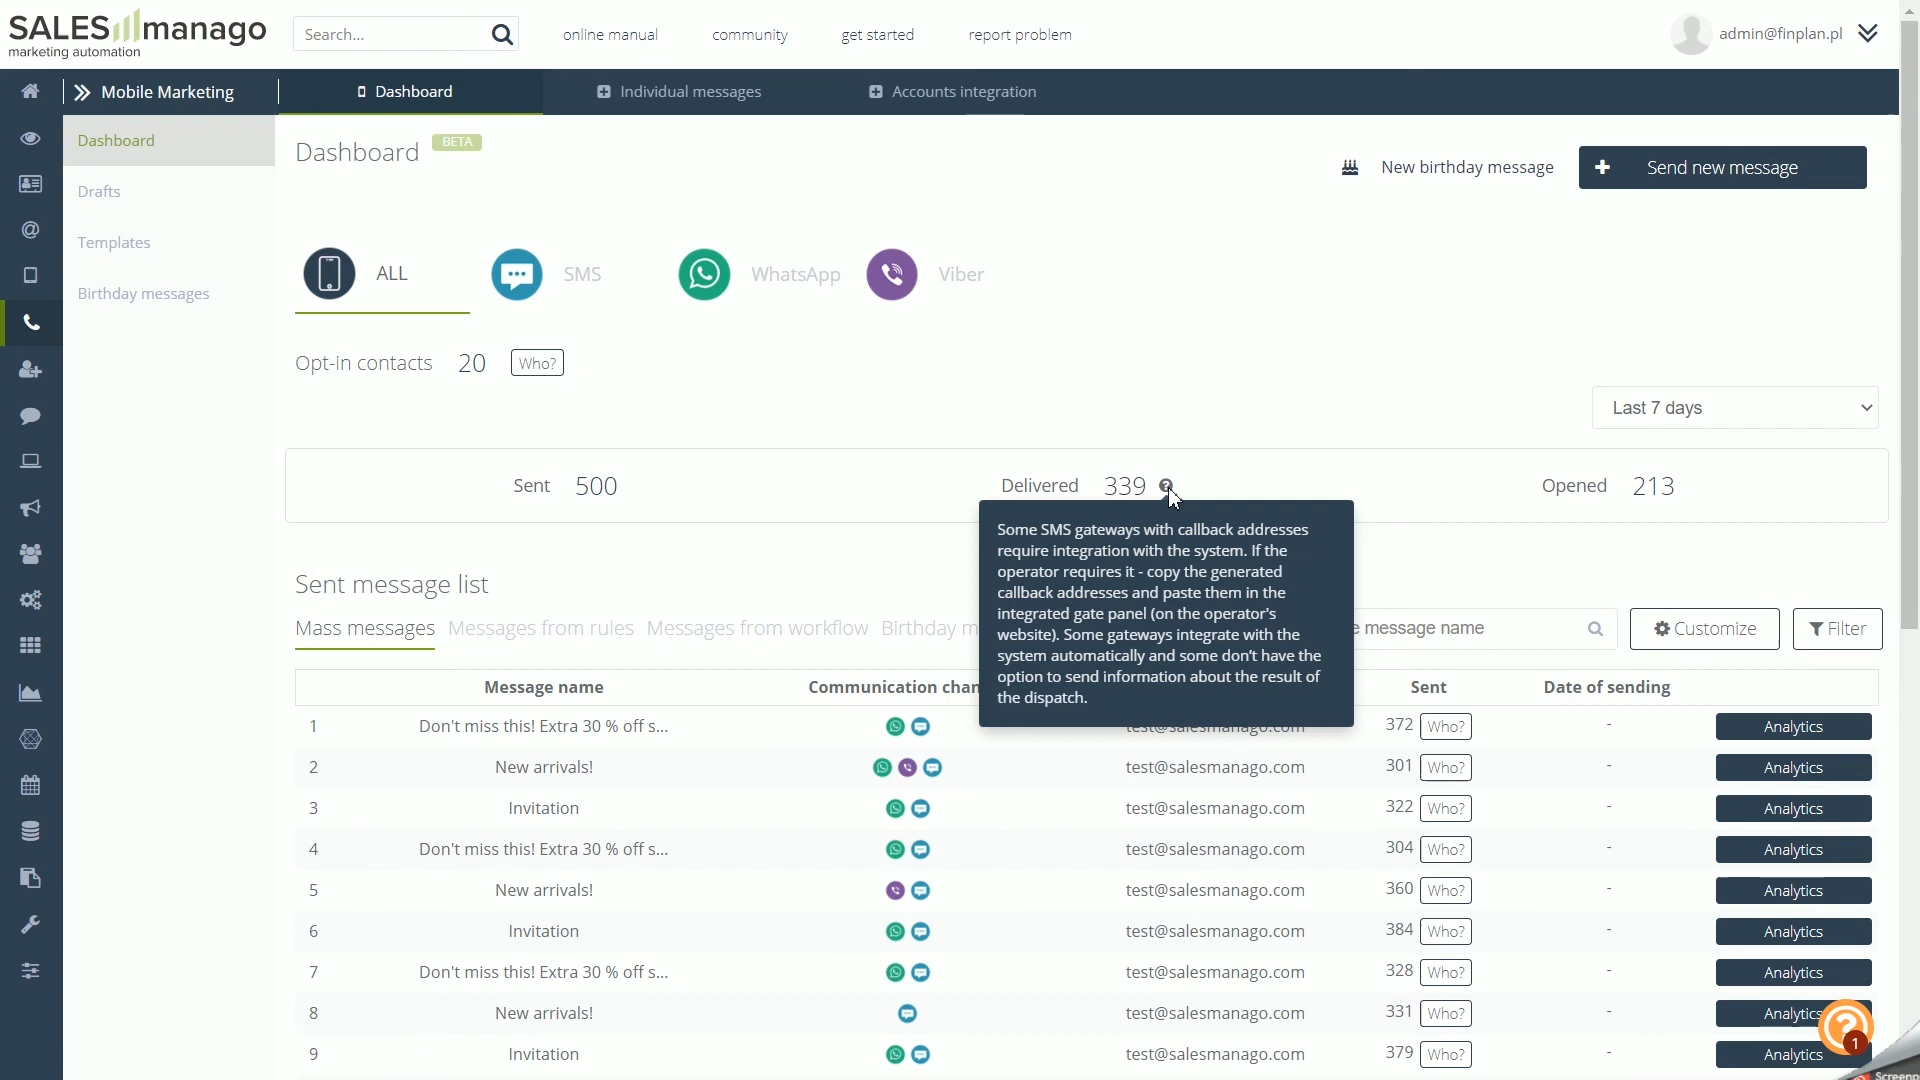 SALES manago
marketing automation
Search...
online manual
community
get started
report problem
admin@finplan.pl
Mobile Marketing
Dashboard
Individual messages
Accounts integration
Dashboard
Drafts
Templates
Birthday messages
Dashboard BETA
New birthday message
Send new message
ALL
SMS
WhatsApp
Viber
Opt-in contacts 20 Who?
Last 7 days
Sent 500
Delivered 339
Opened 213
Some SMS gateways with callback addresses
require integration with the system. If the
operator requires it - copy the generated
callback addresses and paste them in the
integrated gate panel (on the operator's
website). Some gateways integrate with the
system automatically and some don't have the
option to send information about the result of
the dispatch.
Sent message list
Mass messages Messages from rules Messages from workflow Birthday
message name
Customize
Filter
Message name Communication Sent Date of sending
1 Don't miss this! Extra 30 % off s... test@salesmanago.com 372 Who? - Analytics
2 New arrivals! test@salesmanago.com 301 Who? - Analytics
3 Invitation test@salesmanago.com 322 Who? - Analytics
4 Don't miss this! Extra 30 % off s... test@salesmanago.com 304 Who? - Analytics
5 New arrivals! test@salesmanago.com 360 Who? - Analytics
6 Invitation test@salesmanago.com 384 Who? - Analytics
7 Don't miss this! Extra 30 % off s... test@salesmanago.com 328 Who? - Analytics
8 New arrivals! test@salesmanago.com 331 Who? - Analytics
9 Invitation test@salesmanago.com 379 Who? - Analytics
1